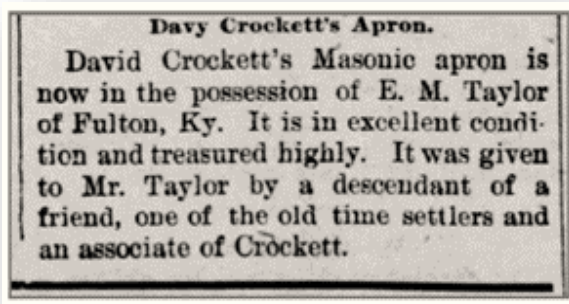 Davy Crockett's Apron.
David Crockett's Masonic apron is
now in the possession of E. M. Taylor
of Fulton, Ky. It is in excellent condi-
tion and treasured highly. It was given
to Mr. Taylor by a descendant of a
friend, one of the old time settlers and
an associate of Crockett.